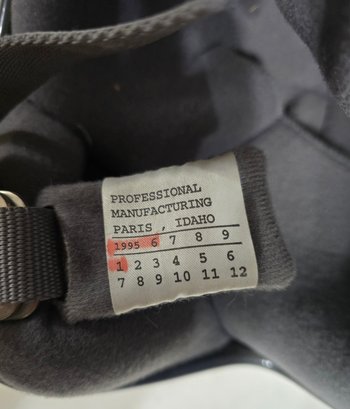 PROFESSIONAL
MANUFACTURING
PARIS , IDAHO
1995 6 7 8 9
1 2 3 4 5 6
7 8 9 10 11 12